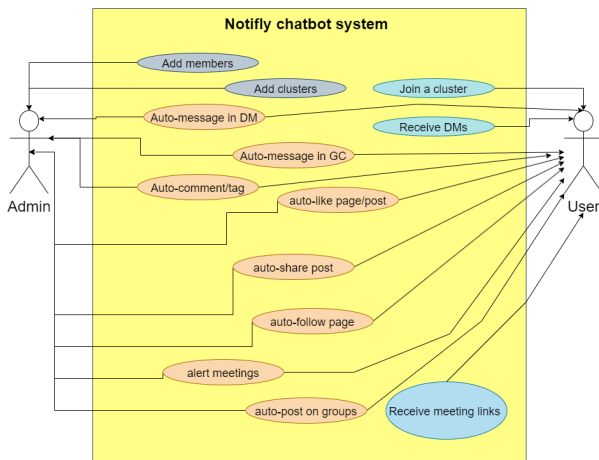 Notifly chatbot system
Add members
Add clusters
Join a cluster
Auto-message in DM
Receive DMs
Auto-message in GC
Auto-comment/tag
auto-like page/post
Admin
User
auto-share post
auto-follow page
alert meetings
auto-post on groups
Receive meeting links